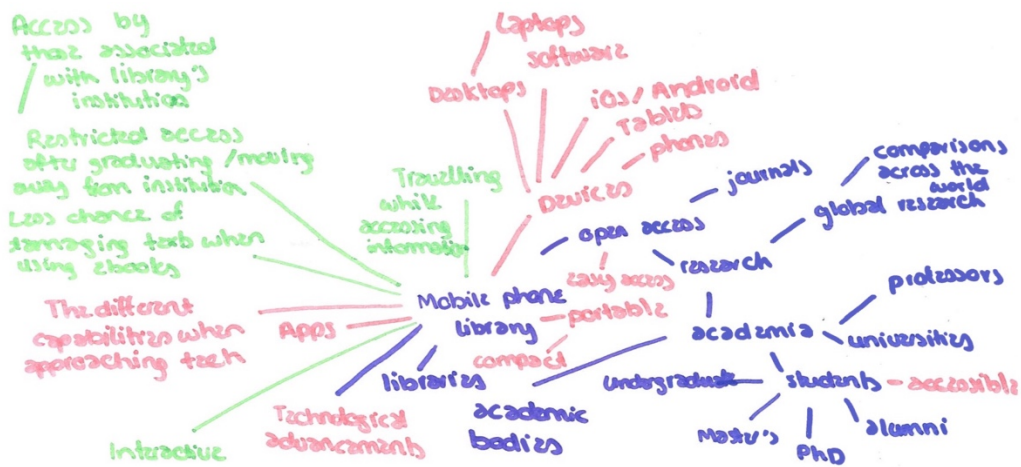 Access by
those associated
with library's
institution
Restricted access
after graduating /moving
away from institution
Less chance of
damaging texts when
using ebooks
The different
capabilities when
approaching tech
Apps
Interactive
Travelling
while
accessing
information
Laptops
software
Desktops
iOS/ Android
Tablets
phones
Devices
Mobile phone
library
libraries
Technological
advancements
open access
easy access
portable
compact
journals
research
global research
comparisons
across the
world
academia
academic
bodies
professors
universities
students
accessible
undergraduate
Master's
PhD
alumni